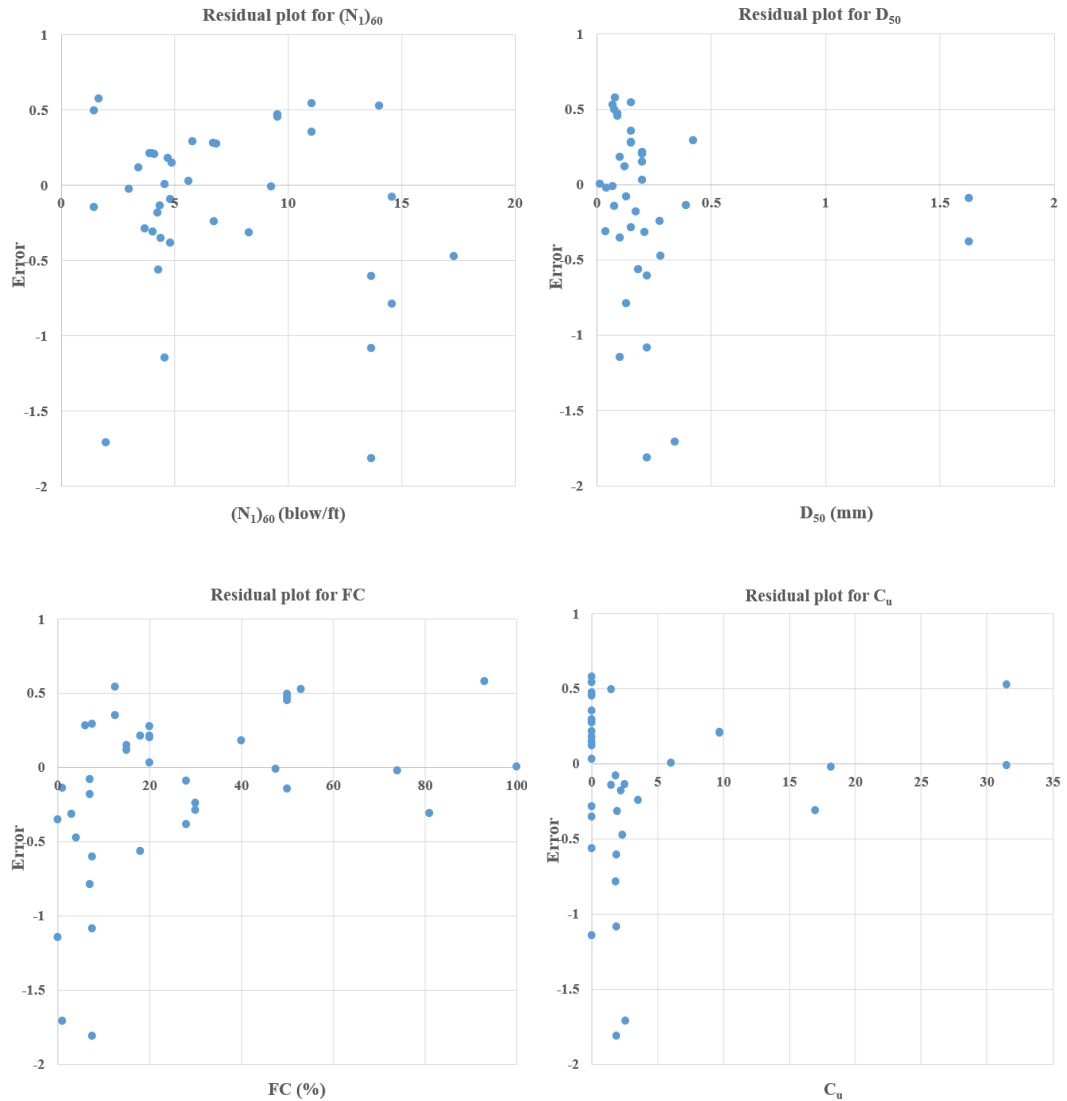 Residual plot for (N₁)₆₀
1
0.5
0
-0.5
-1
-1.5
-2
0 5 10 15 20
Error
(N₁)₆₀ (blow/ft)
Residual plot for D₅₀
1
0.5
0
-0.5
-1
-1.5
-2
0 0.5 1 1.5 2
Error
D₅₀ (mm)
Residual plot for FC
1
0.5
0
-0.5
-1
-1.5
-2
0 20 40 60 80 100
Error
FC (%)
Residual plot for Cᵤ
1
0.5
0
-0.5
-1
-1.5
-2
0 5 10 15 20 25 30 35
Error
Cᵤ